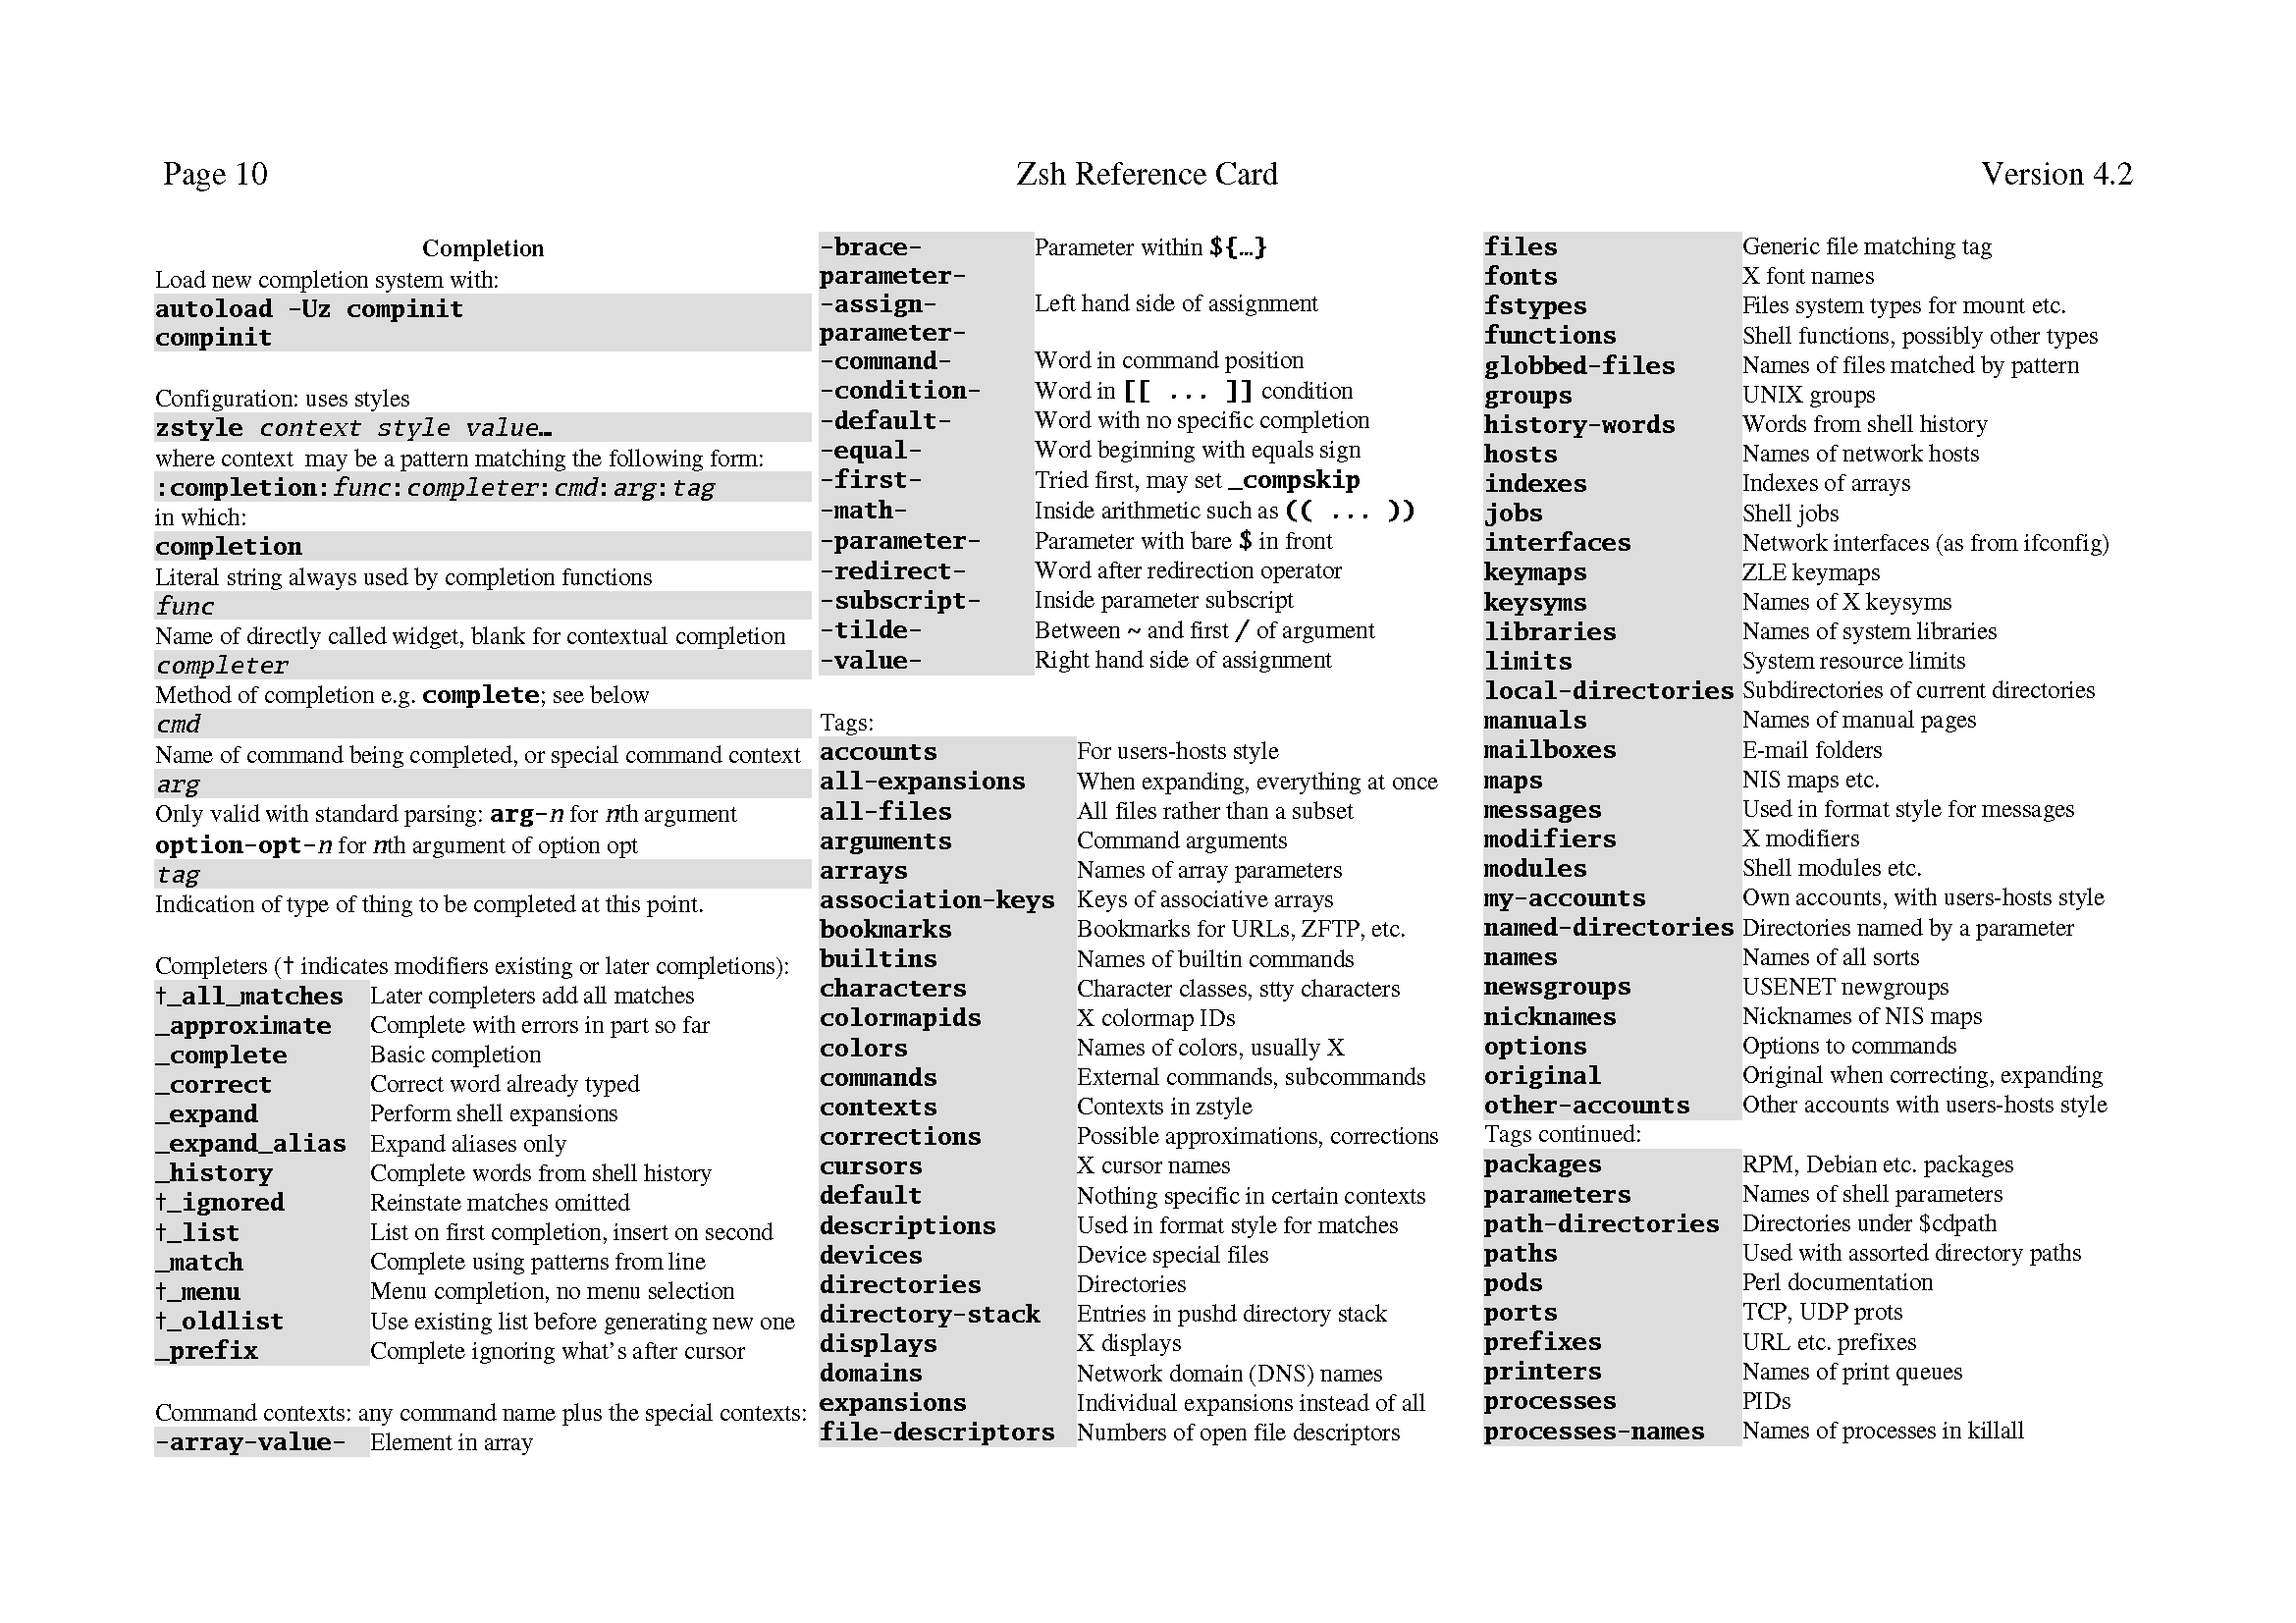 Page 10
Zsh Reference Card
Version 4.2
Completion
Load new completion system with:
autoload -Uz compinit
compinit
Configuration: uses styles
zstyle context style value…
where context may be a pattern matching the following form:
:completion:func:completer:cmd:arg:tag
in which:
completion
Literal string always used by completion functions
func
Name of directly called widget, blank for contextual completion
completer
Method of completion e.g. complete; see below
cmd
Name of command being completed, or special command context
arg
Only valid with standard parsing: arg-n for nth argument
option-opt-n for nth argument of option opt
tag
Indication of type of thing to be completed at this point.
Completers († indicates modifiers existing or later completions):
†_all_matches Later completers add all matches
_approximate Complete with errors in part so far
_complete Basic completion
_correct Correct word already typed
_expand Perform shell expansions
_expand_alias Expand aliases only
_history Complete words from shell history
†_ignored Reinstate matches omitted
†_list List on first completion, insert on second
_match Complete using patterns from line
†_menu Menu completion, no menu selection
†_oldlist Use existing list before generating new one
_prefix Complete ignoring what's after cursor
Command contexts: any command name plus the special contexts:
-array-value- Element in array
-brace- Parameter within ${…}
parameter-
-assign- Left hand side of assignment
parameter-
-command- Word in command position
-condition- Word in [[ ... ]] condition
-default- Word with no specific completion
-equal- Word beginning with equals sign
-first- Tried first, may set _compskip
-math- Inside arithmetic such as (( ... ))
-parameter- Parameter with bare $ in front
-redirect- Word after redirection operator
-subscript- Inside parameter subscript
-tilde- Between ~ and first / of argument
-value- Right hand side of assignment
Tags:
accounts For users-hosts style
all-expansions When expanding, everything at once
all-files All files rather than a subset
arguments Command arguments
arrays Names of array parameters
association-keys Keys of associative arrays
bookmarks Bookmarks for URLs, ZFTP, etc.
builtins Names of builtin commands
characters Character classes, stty characters
colormapids X colormap IDs
colors Names of colors, usually X
commands External commands, subcommands
contexts Contexts in zstyle
corrections Possible approximations, corrections
cursors X cursor names
default Nothing specific in certain contexts
descriptions Used in format style for matches
devices Device special files
directories Directories
directory-stack Entries in pushd directory stack
displays X displays
domains Network domain (DNS) names
expansions Individual expansions instead of all
file-descriptors Numbers of open file descriptors
files Generic file matching tag
fonts X font names
fstypes Files system types for mount etc.
functions Shell functions, possibly other types
globbed-files Names of files matched by pattern
groups UNIX groups
history-words Words from shell history
hosts Names of network hosts
indexes Indexes of arrays
jobs Shell jobs
interfaces Network interfaces (as from ifconfig)
keymaps ZLE keymaps
keysyms Names of X keysyms
libraries Names of system libraries
limits System resource limits
local-directories Subdirectories of current directories
manuals Names of manual pages
mailboxes E-mail folders
maps NIS maps etc.
messages Used in format style for messages
modifiers X modifiers
modules Shell modules etc.
my-accounts Own accounts, with users-hosts style
named-directories Directories named by a parameter
names Names of all sorts
newsgroups USENET newgroups
nicknames Nicknames of NIS maps
options Options to commands
original Original when correcting, expanding
other-accounts Other accounts with users-hosts style
Tags continued:
packages RPM, Debian etc. packages
parameters Names of shell parameters
path-directories Directories under $cdpath
paths Used with assorted directory paths
pods Perl documentation
ports TCP, UDP prots
prefixes URL etc. prefixes
printers Names of print queues
processes PIDs
processes-names Names of processes in killall